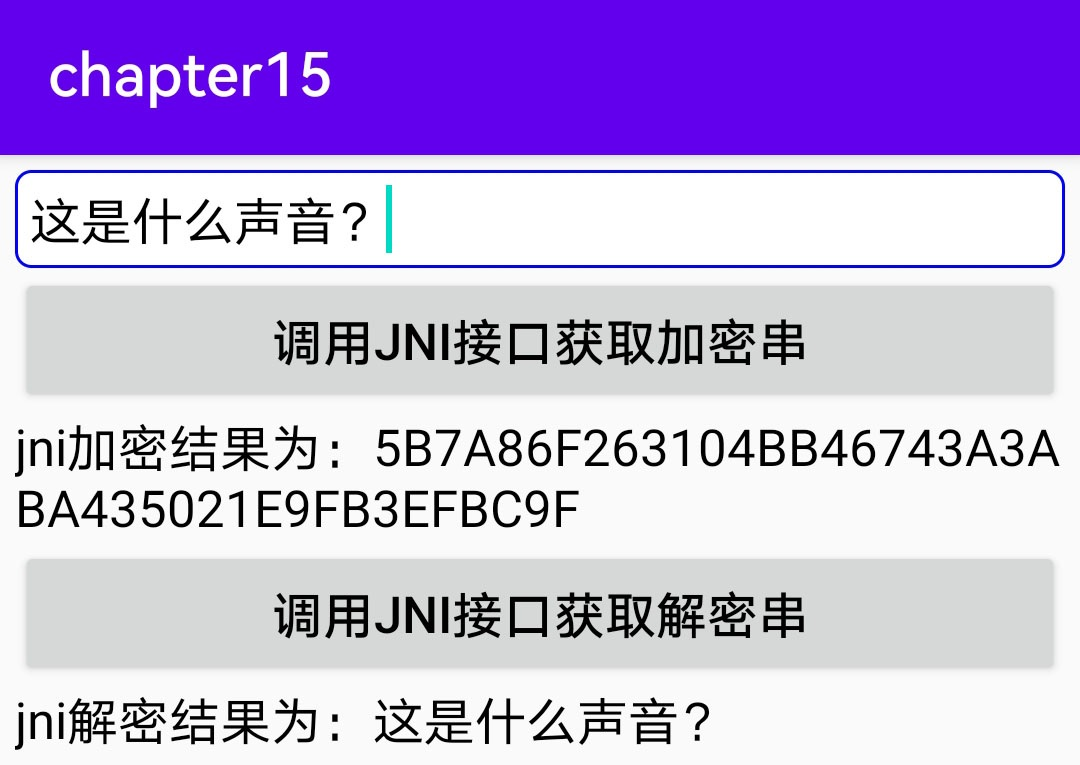 chapter15
这是什么声音？
调用JNI接口获取加密串
jni加密结果为：5B7A86F263104BB46743A3A
BA435021E9FB3EFBC9F
调用JNI接口获取解密串
jni解密结果为：这是什么声音？